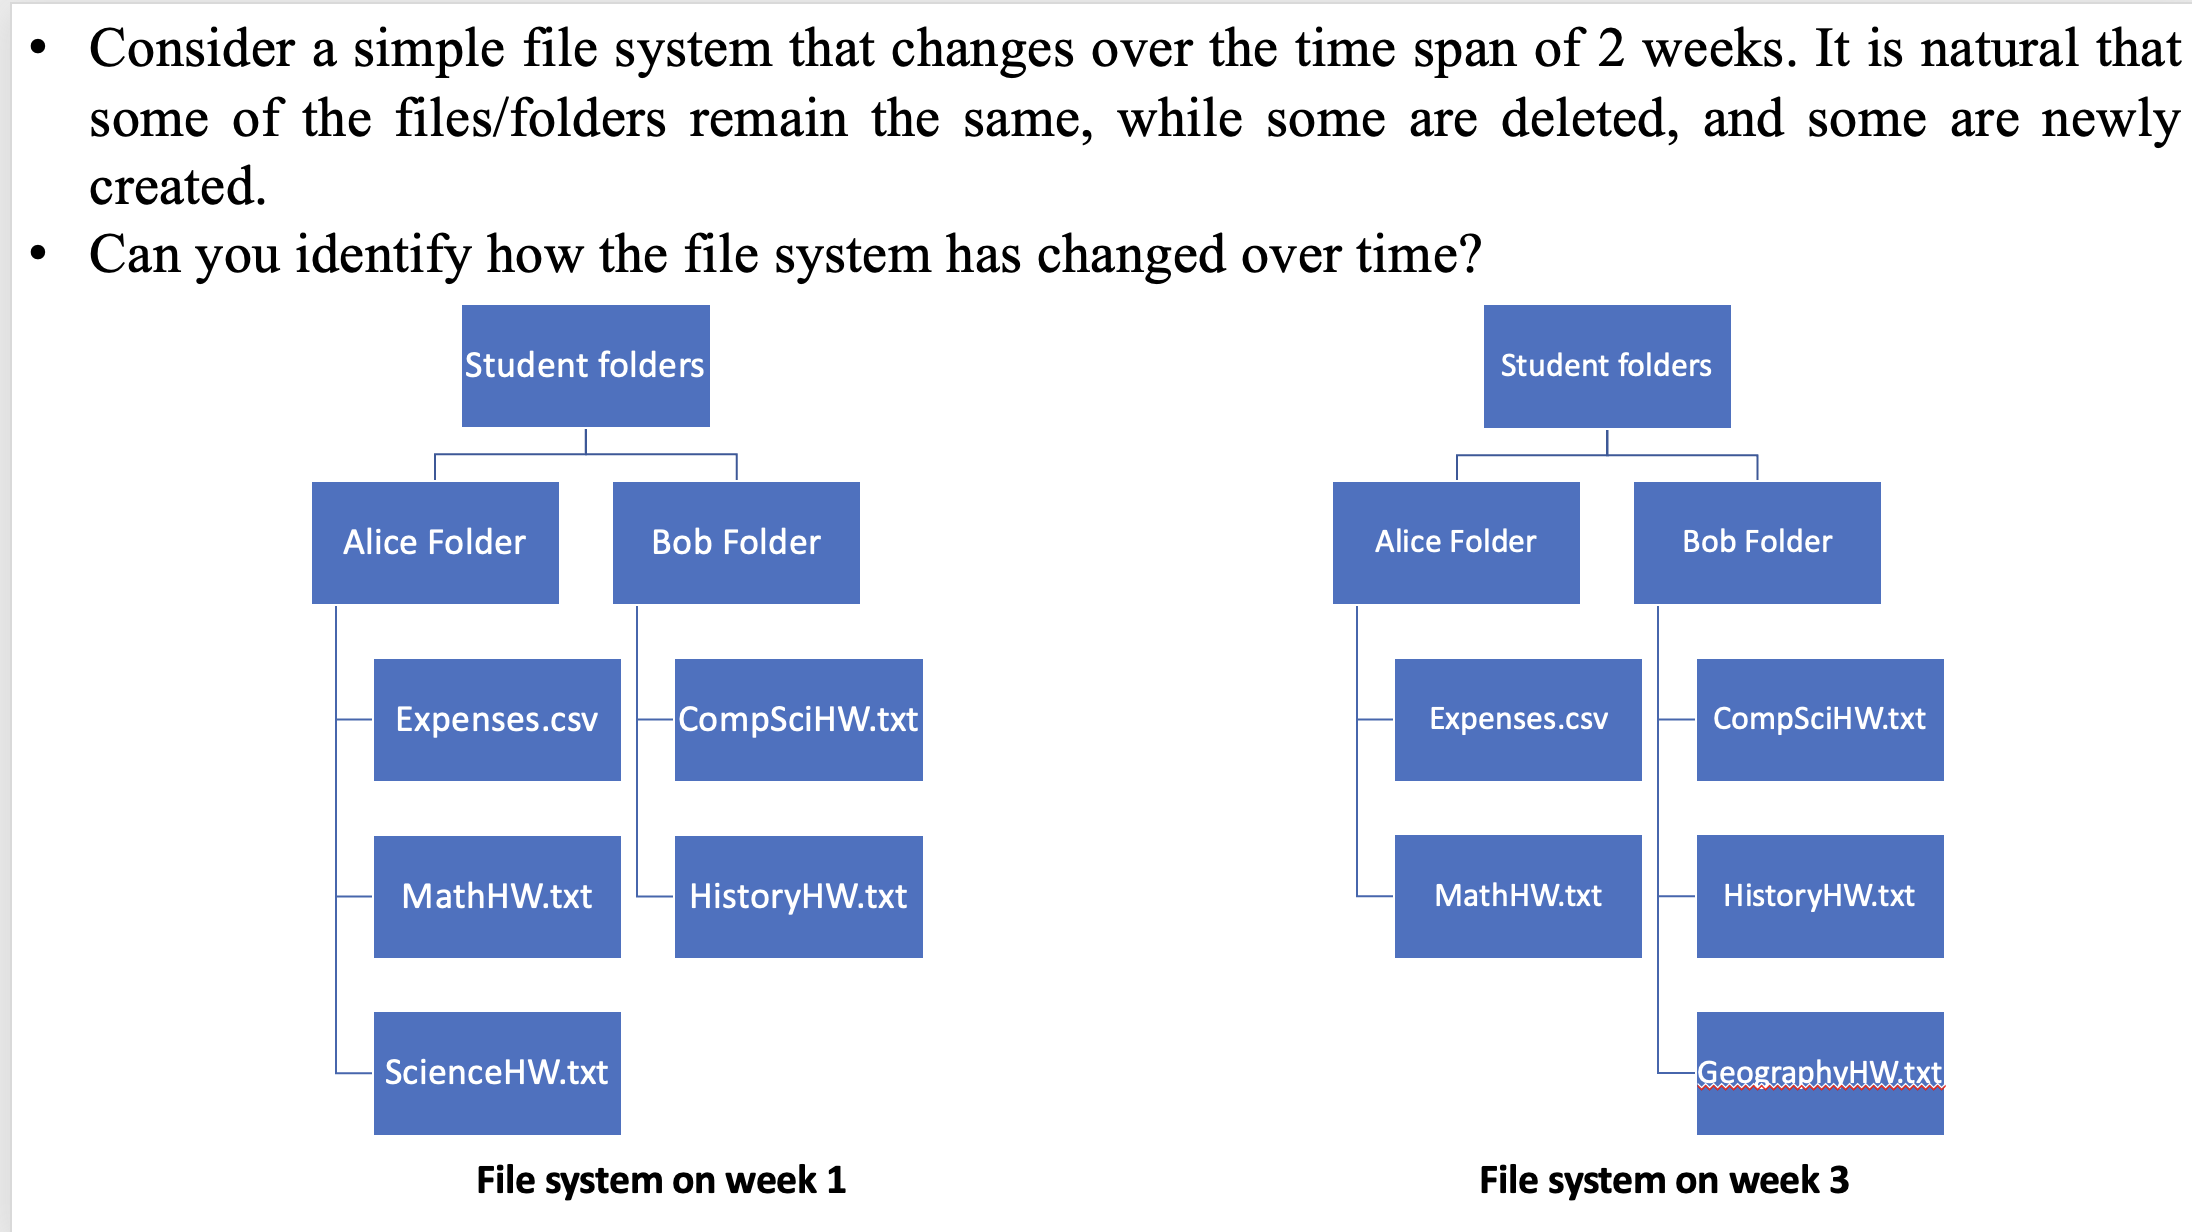 • Consider a simple file system that changes over the time span of 2 weeks. It is natural that
some of the files/folders remain the same, while some are deleted, and some are newly
created.
• Can you identify how the file system has changed over time?
Student folders
Alice Folder
Bob Folder
Expenses.csv
CompSciHW.txt
MathHW.txt
HistoryHW.txt
ScienceHW.txt
File system on week 1
Student folders
Alice Folder
Bob Folder
Expenses.csv
CompSciHW.txt
MathHW.txt
HistoryHW.txt
GeographyHW.txt
File system on week 3